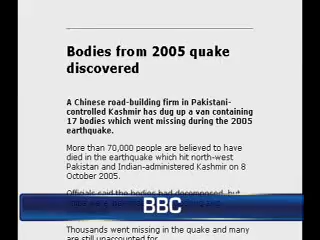 Bodies from 2005 quake
discovered
A Chinese road-building firm in Pakistani-
controlled Kashmir has dug up a van containing
17 bodies which went missing during the 2005
earthquake.
More than 70,000 people are believed to have
died in the earthquake which hit north-west
Pakistan and Indian-administered Kashmir on 8
October 2005.
Officials said the bodies had decomposed, but
BBC
Thousands went missing in the quake and many
are still unaccounted for.